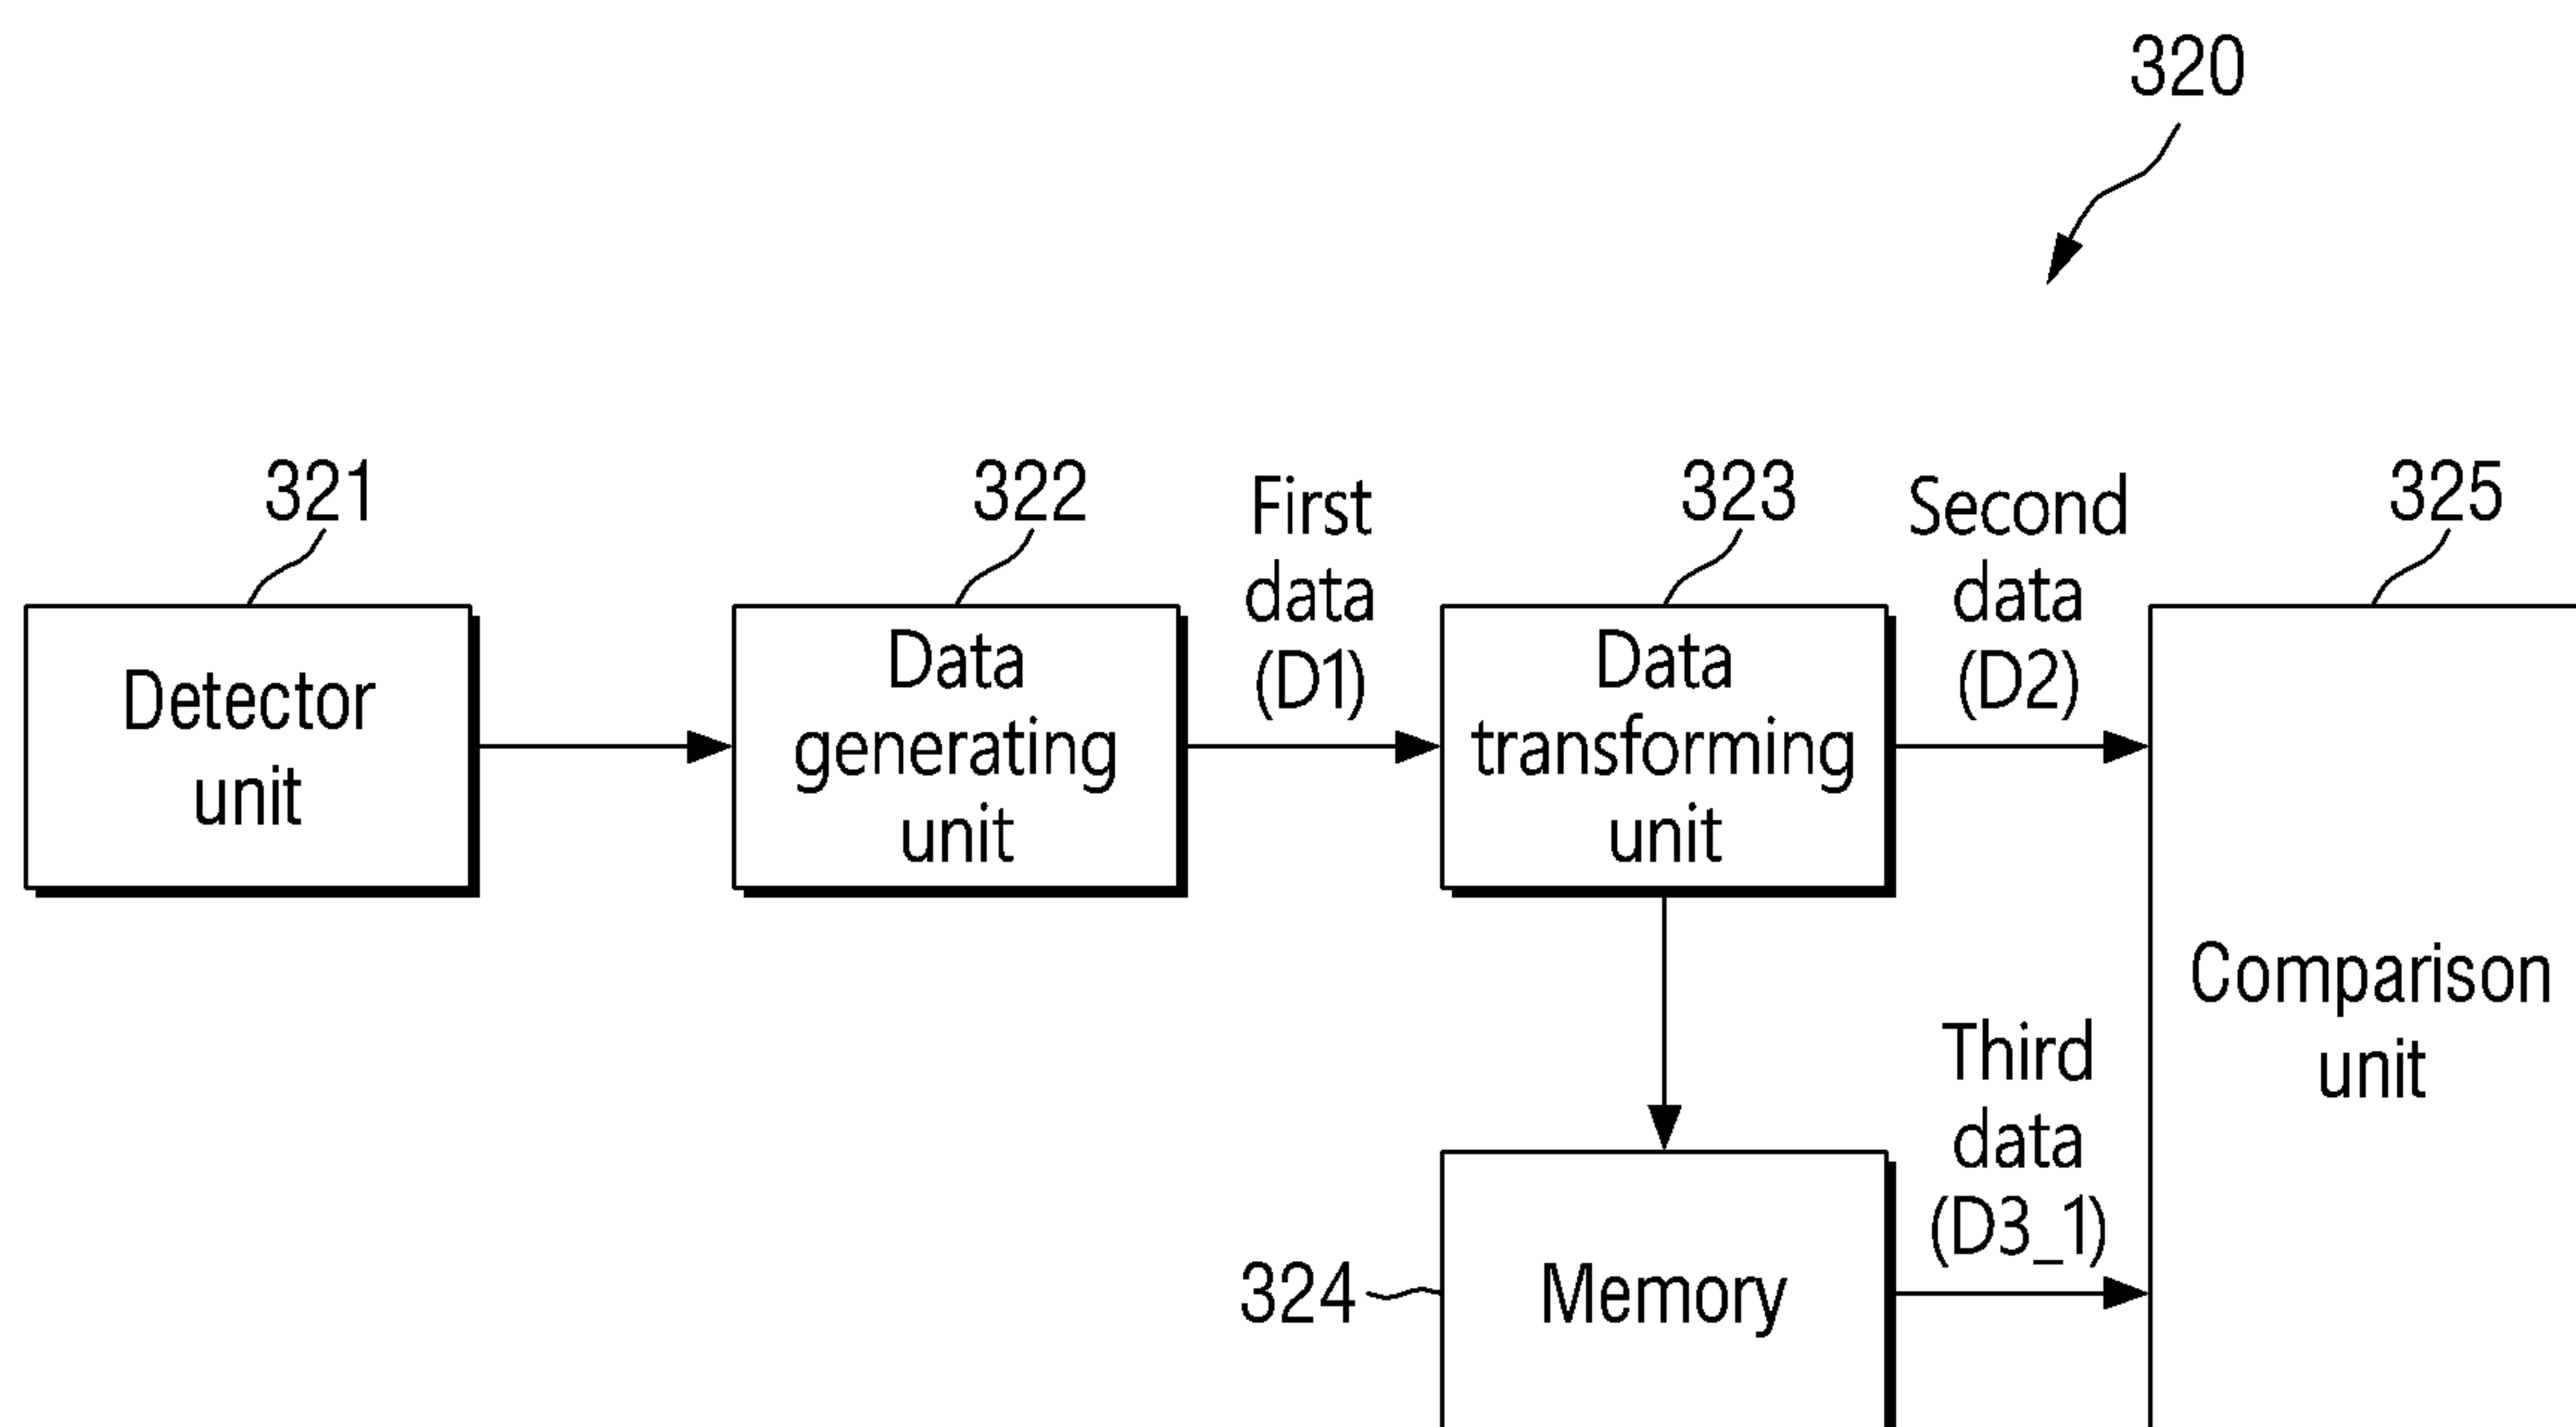 320
321
Detector
unit
322
Data
generating
unit
First
data
(D1)
323
Data
transforming
unit
Second
data
(D2)
325
Comparison
unit
324
Memory
Third
data
(D3_1)